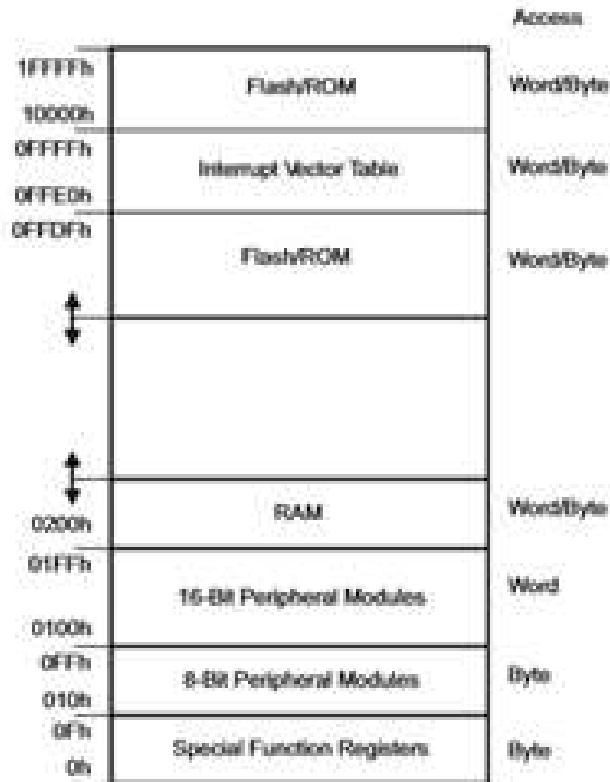 Access
1FFFFh
Flash/ROM
Word/Byte
10000h
0FFFFh
Interrupt Vector Table
Word/Byte
0FFE0h
0FFDFh
Flash/ROM
Word/Byte
RAM
Word/Byte
0200h
01FFh
16-Bit Peripheral Modules
Word
0100h
0FFh
8-Bit Peripheral Modules
Byte
010h
0Fh
Special Function Registers
Byte
0h